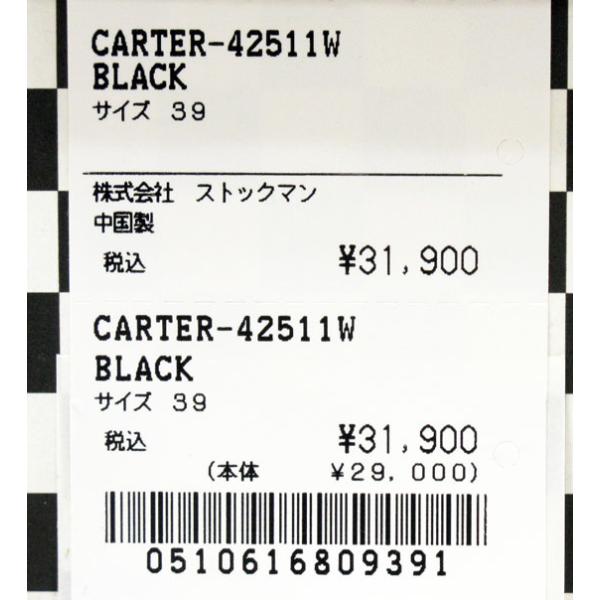 CARTER-42511W
BLACK
サイズ 39
株式会社 ストックマン
中国製
税込 ¥31,900
CARTER-42511W
BLACK
サイズ 39
税込 ¥31,900
(本体 ¥29,000)
0510616809391